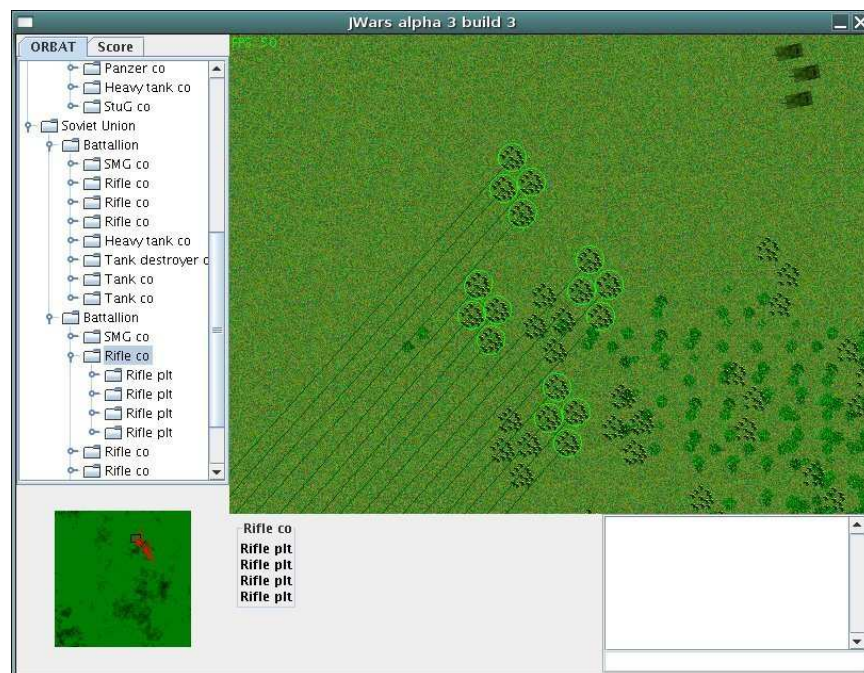 JWars alpha 3 build 3
ORBAT Score
Panzer co
Heavy tank co
StuG co
Soviet Union
Battallion
SMG co
Rifle co
Rifle co
Rifle co
Heavy tank co
Tank destroyer c
Tank co
Tank co
Battallion
SMG co
Rifle co
Rifle plt
Rifle plt
Rifle plt
Rifle plt
Rifle co
Rifle co
Rifle co
Rifle plt
Rifle plt
Rifle plt
Rifle plt